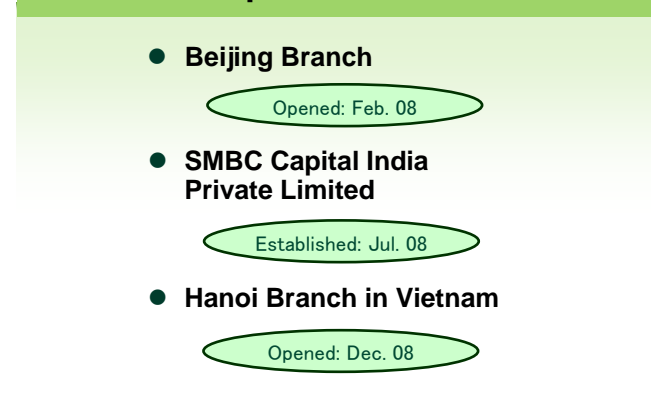 ● Beijing Branch
Opened: Feb. 08
● SMBC Capital India
Private Limited
Established: Jul. 08
● Hanoi Branch in Vietnam
Opened: Dec. 08